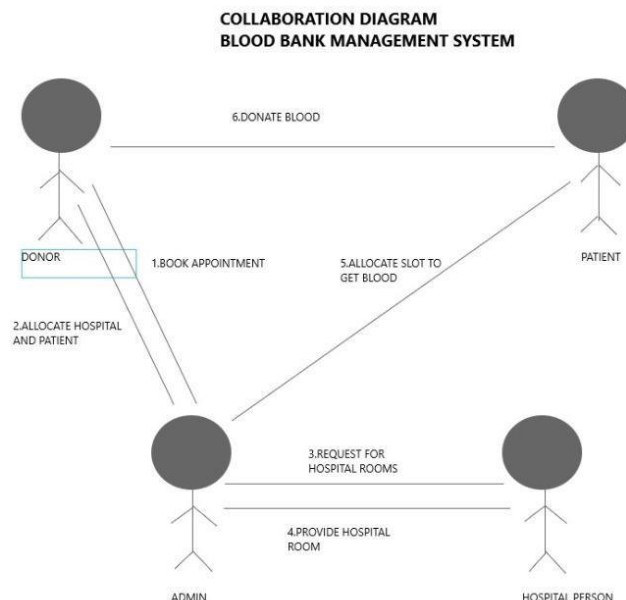 COLLABORATION DIAGRAM
BLOOD BANK MANAGEMENT SYSTEM
6.DONATE BLOOD
DONOR
1.BOOK APPOINTMENT
5.ALLOCATE SLOT TO
GET BLOOD
PATIENT
2.ALLOCATE HOSPITAL
AND PATIENT
3.REQUEST FOR
HOSPITAL ROOMS
4.PROVIDE HOSPITAL
ROOM
ADMIN
HOSPITAL PERSON